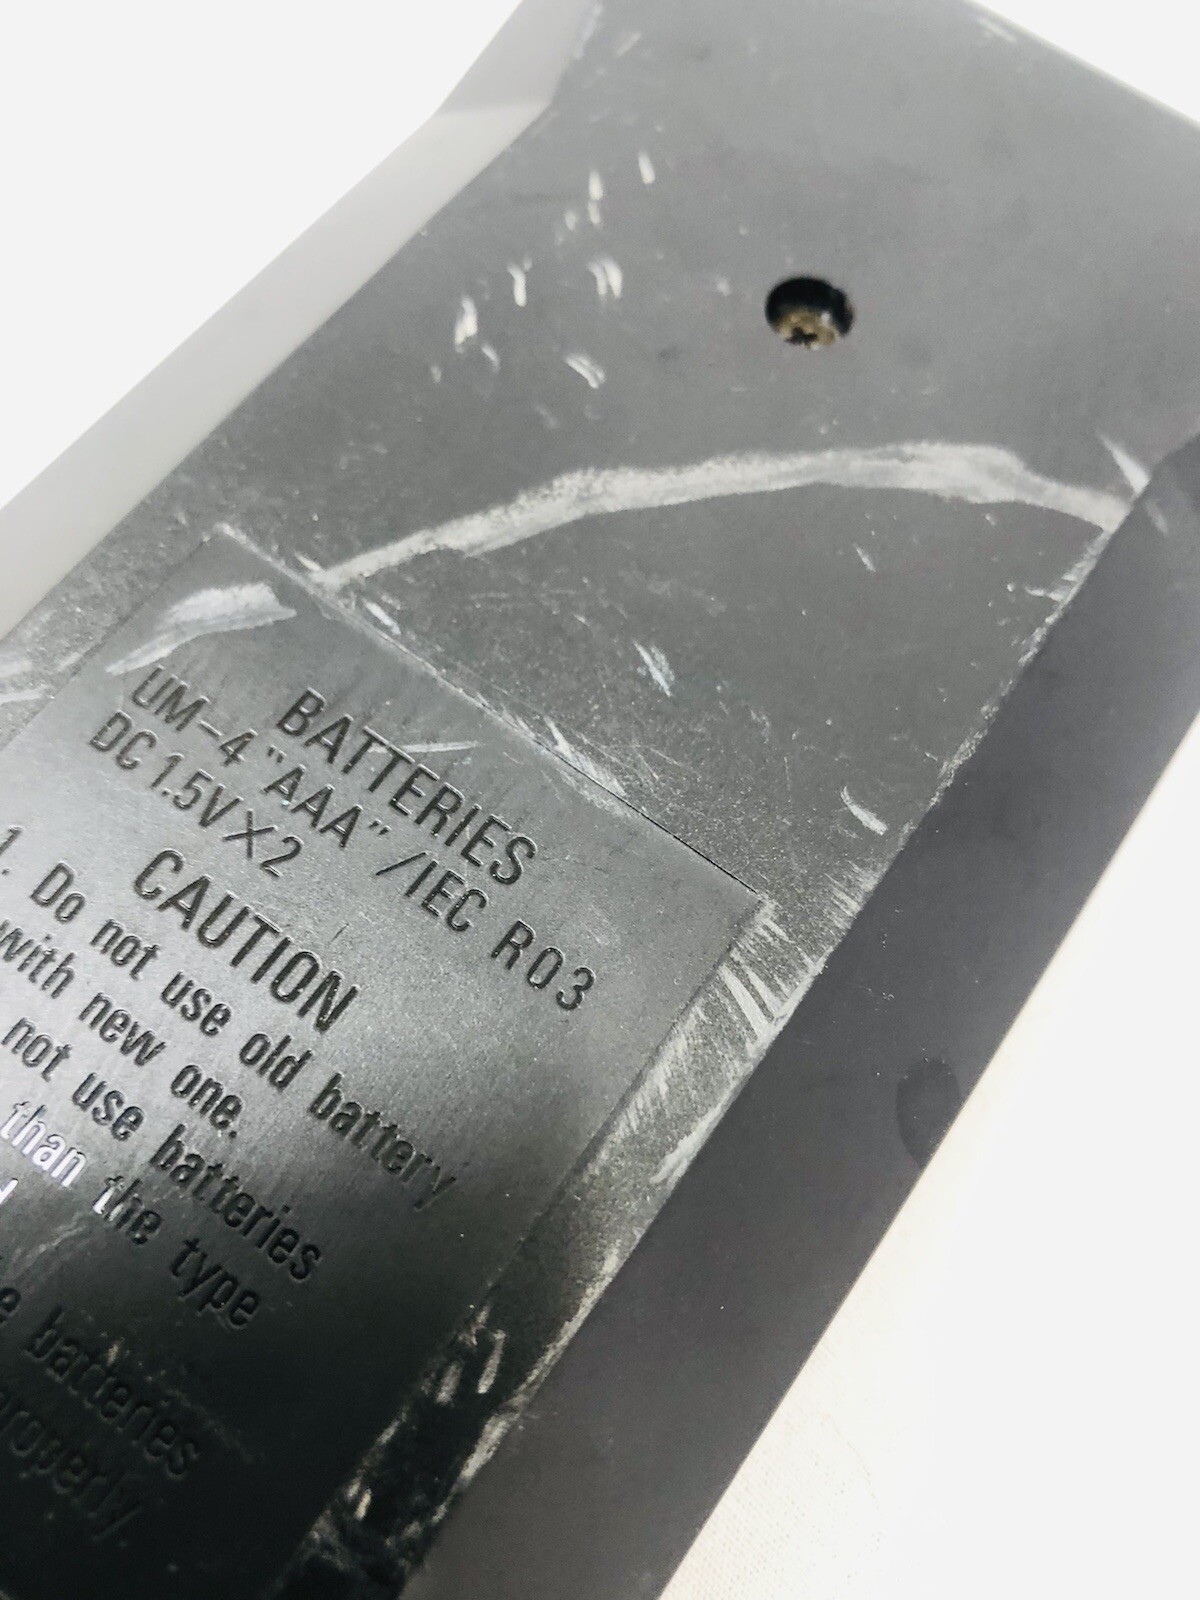 BATTERIES
UM-4 "AAA" /IEC R03
DC 1.5V×2
CAUTION
1. Do not use old battery
with new one.
not use batteries
than the type
batteries
properly